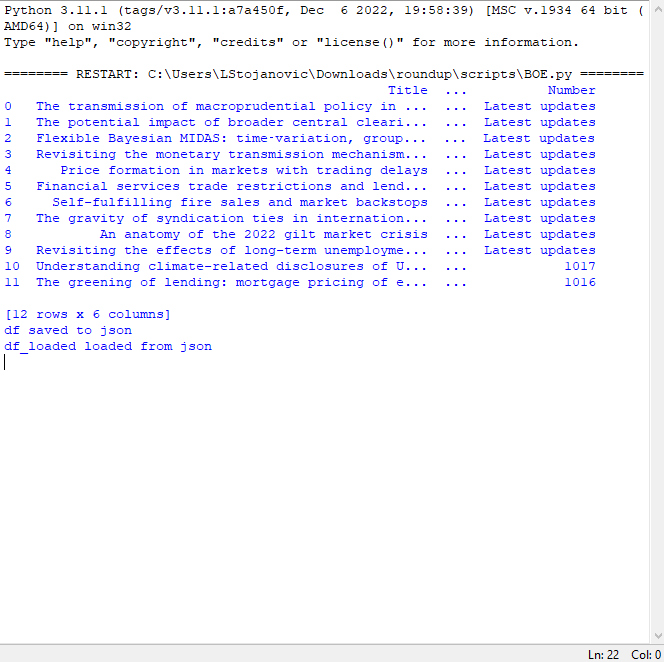 Python 3.11.1 (tags/v3.11.1:a7a450f, Dec  6 2022, 19:58:39) [MSC v.1934 64 bit (
AMD64)] on win32
Type "help", "copyright", "credits" or "license()" for more information.
======== RESTART: C:\Users\LStojanovic\Downloads\roundup\scripts\BOE.py ========
Title  ...          Number
0   The transmission of macroprudential policy in ...  ...  Latest updates
1   The potential impact of broader central cleari...  ...  Latest updates
2   Flexible Bayesian MIDAS: time-variation, group...  ...  Latest updates
3   Revisiting the monetary transmission mechanism...  ...  Latest updates
4      Price formation in markets with trading delays  ...  Latest updates
5   Financial services trade restrictions and lend...  ...  Latest updates
6     Self-fulfilling fire sales and market backstops  ...  Latest updates
7   The gravity of syndication ties in internation...  ...  Latest updates
8           An anatomy of the 2022 gilt market crisis  ...  Latest updates
9   Revisiting the effects of long-term unemployme...  ...  Latest updates
10  Understanding climate-related disclosures of U...  ...            1017
11  The greening of lending: mortgage pricing of e...  ...            1016
[12 rows x 6 columns]
df saved to json
df_loaded loaded from json
Ln: 22  Col: 0